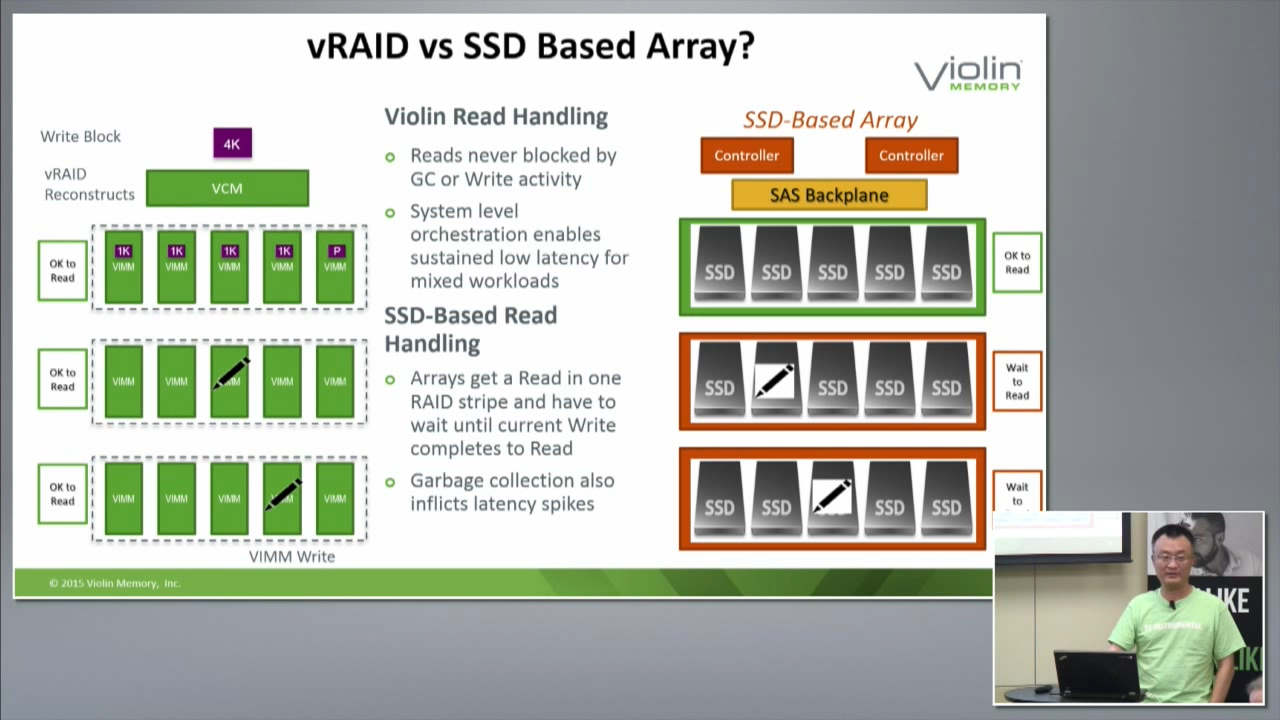 vRAID vs SSD Based Array?
Violin
MEMORY
Write Block
4K
vRAID
Reconstructs
VCM
OK to
Read
1K
1K
1K
1K
P
VIMM
VIMM
VIMM
VIMM
VIMM
OK to
Read
VIMM
VIMM
VIMM
VIMM
OK to
Read
VIMM
VIMM
VIMM
VIMM
VIMM Write
Violin Read Handling
Reads never blocked by
GC or Write activity
System level
orchestration enables
sustained low latency for
mixed workloads
SSD-Based Read
Handling
Arrays get a Read in one
RAID stripe and have to
wait until current Write
completes to Read
Garbage collection also
inflicts latency spikes
SSD-Based Array
Controller
Controller
SAS Backplane
SSD
SSD
SSD
SSD
SSD
OK to
Read
SSD
SSD
SSD
SSD
Wait
to
Read
SSD
SSD
SSD
SSD
Wait
to
© 2015 Violin Memory, Inc.